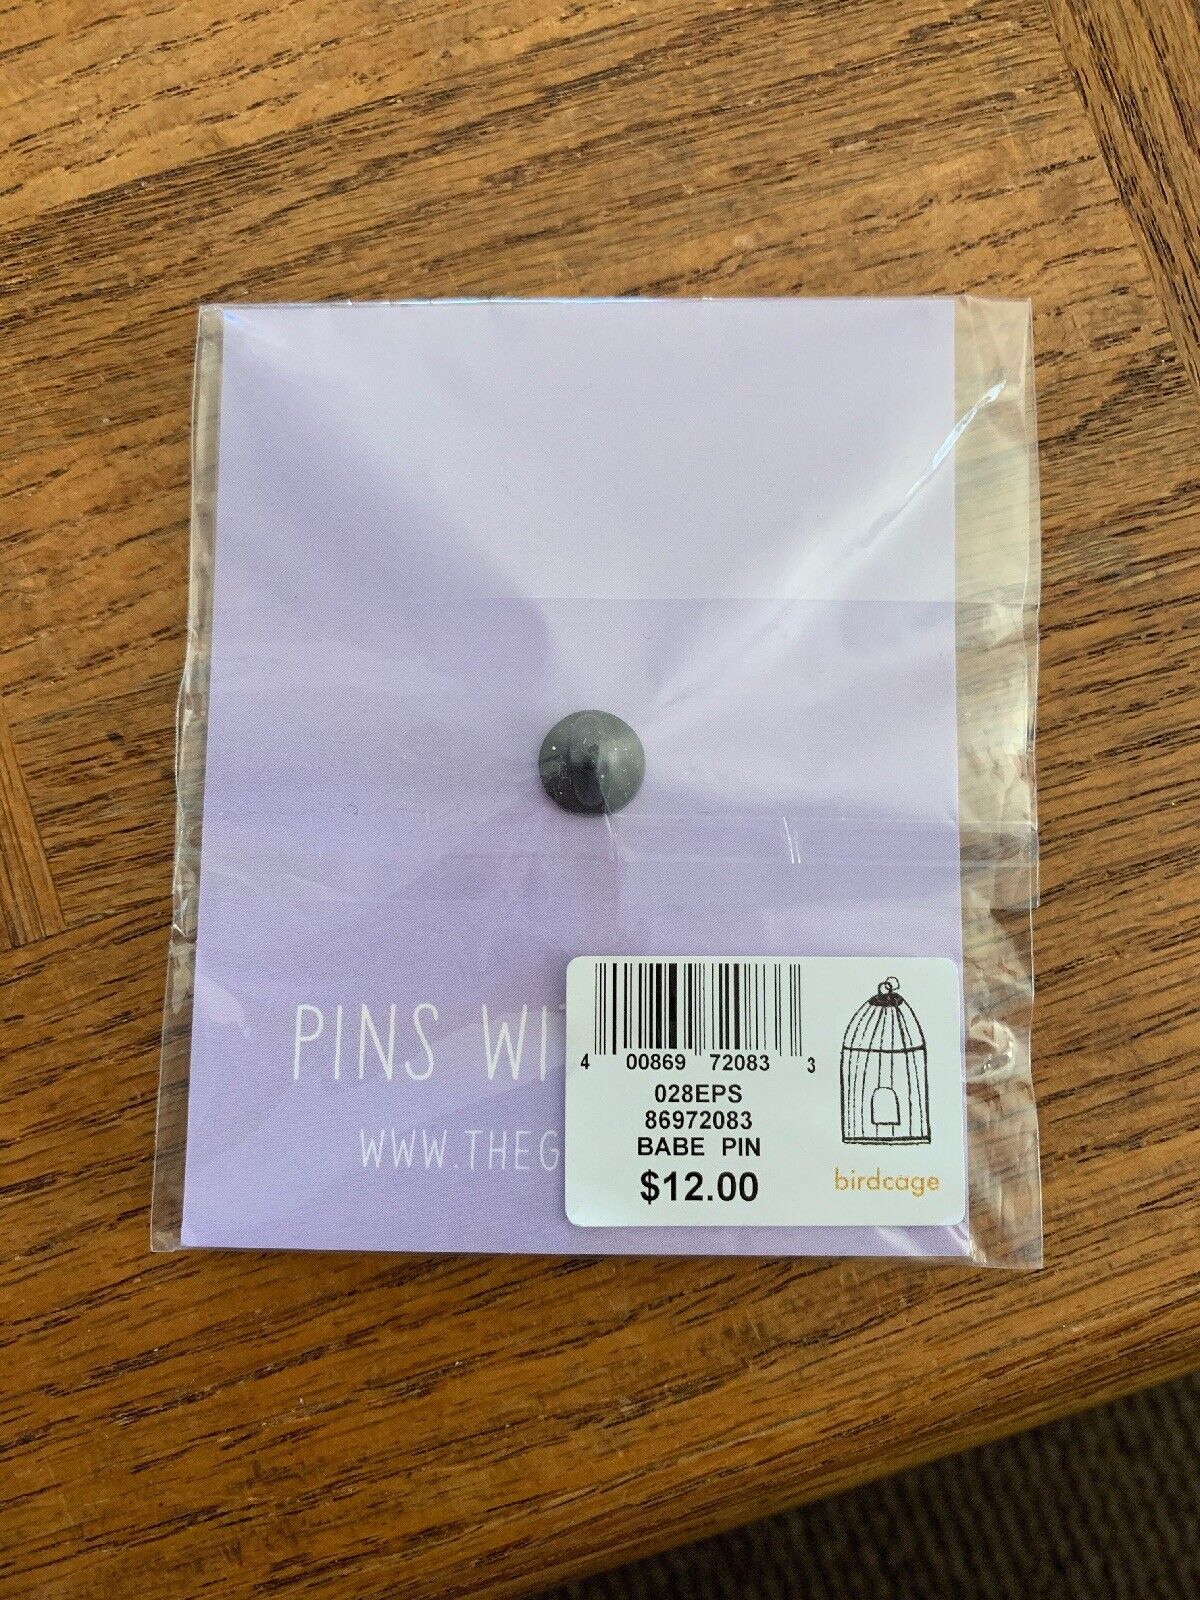 PINS WI
WWW.THEG
4 00869 72083 3
028EPS
86972083
BABE PIN
$12.00
birdcage